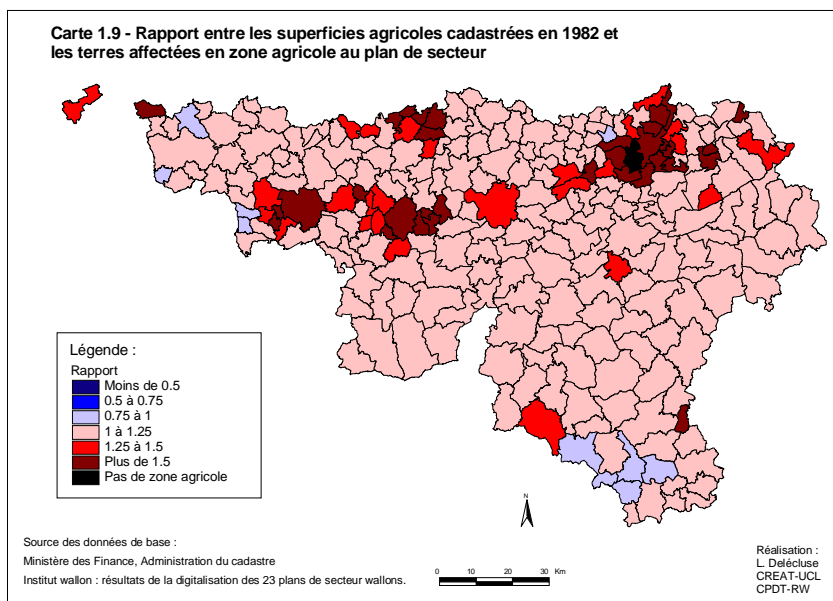 Carte 1.9 - Rapport entre les superficies agricoles cadastrées en 1982 et
les terres affectées en zone agricole au plan de secteur
Légende :
Rapport
Moins de 0.5
0.5 à 0.75
0.75 à 1
1 à 1.25
1.25 à 1.5
Plus de 1.5
Pas de zone agricole
N
Source des données de base :
Ministère des Finance, Administration du cadastre
Institut wallon : résultats de la digitalisation des 23 plans de secteur wallons.
0 10 20 30 Km
Réalisation :
L. Delécluse
CREAT-UCL
CPDT-RW